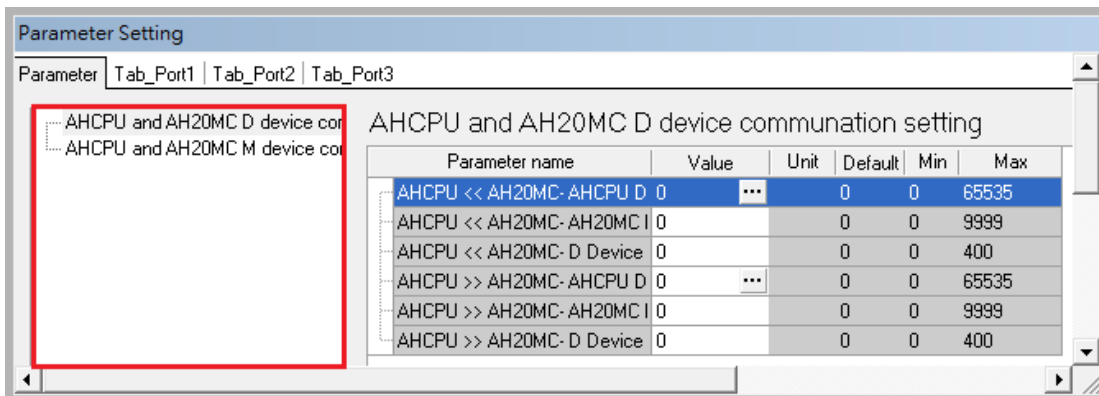 Parameter Setting
Parameter Tab_Port1 Tab_Port2 Tab_Port3
AHCPU and AH20MC D device cor
AHCPU and AH20MC M device cor
AHCPU and AH20MC D device communation setting
Parameter name Value Unit Default Min Max
AHCPU << AH20MC- AHCPU D 0 ... 0 0 65535
AHCPU << AH20MC- AH20MC I 0 0 0 9999
AHCPU << AH20MC- D Device 0 0 0 400
AHCPU >> AH20MC- AHCPU D 0 ... 0 0 65535
AHCPU >> AH20MC- AH20MC I 0 0 0 9999
AHCPU >> AH20MC- D Device 0 0 0 400